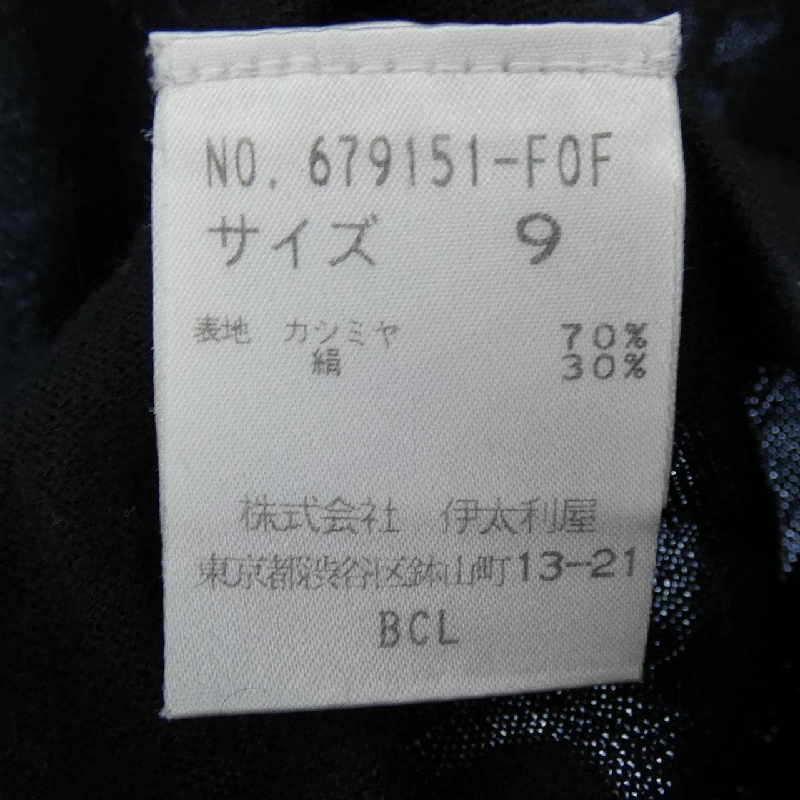 NO. 679151-F0F
サイズ 9
表地 カシミヤ 70%
絹 30%
株式会社 伊太利屋
東京都渋谷区鉢山町13-21
BCL